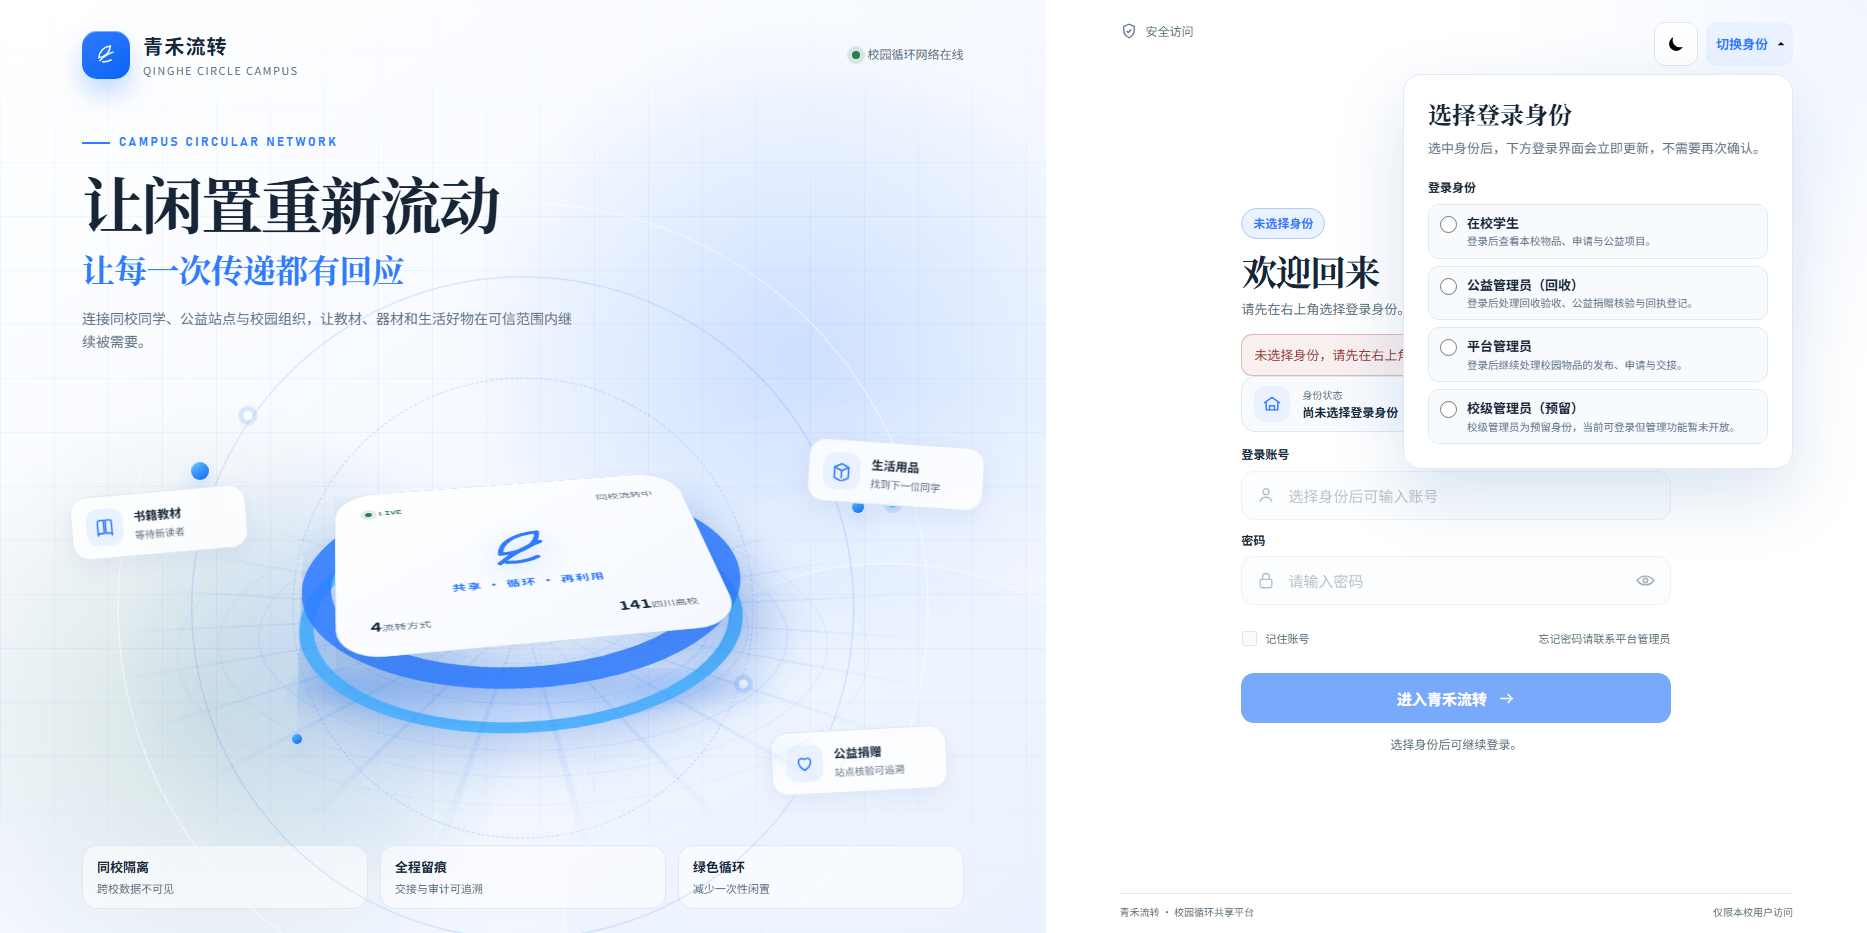 青禾流转
QINGHE CIRCLE CAMPUS
校园循环网络在线
CAMPUS CIRCULAR NETWORK
让闲置重新流动
让每一次传递都有回应
连接同校同学、公益站点与校园组织，让教材、器材和生活好物在可信范围内继
续被需要。
书籍教材
等待新读者
生活用品
找到下一位同学
LIVE
同校流转中
共享 · 循环 · 再利用
4流转方式
141四川高校
公益捐赠
站点核验可追溯
同校隔离
跨校数据不可见
全程留痕
交接与审计可追溯
绿色循环
减少一次性闲置
安全访问
切换身份
选择登录身份
选中身份后，下方登录界面会立即更新，不需要再次确认。
登录身份
在校学生
登录后查看本校物品、申请与公益项目。
公益管理员（回收）
登录后处理回收验收、公益捐赠核验与回执登记。
平台管理员
登录后继续处理校园物品的发布、申请与交接。
校级管理员（预留）
校级管理员为预留身份，当前可登录但管理功能暂未开放。
未选择身份
欢迎回来
请先在右上角选择登录身份。
未选择身份，请先在右上角
身份状态
尚未选择登录身份
登录账号
选择身份后可输入账号
密码
请输入密码
记住账号
忘记密码请联系平台管理员
进入青禾流转 →
选择身份后可继续登录。
青禾流转 · 校园循环共享平台
仅限本校用户访问